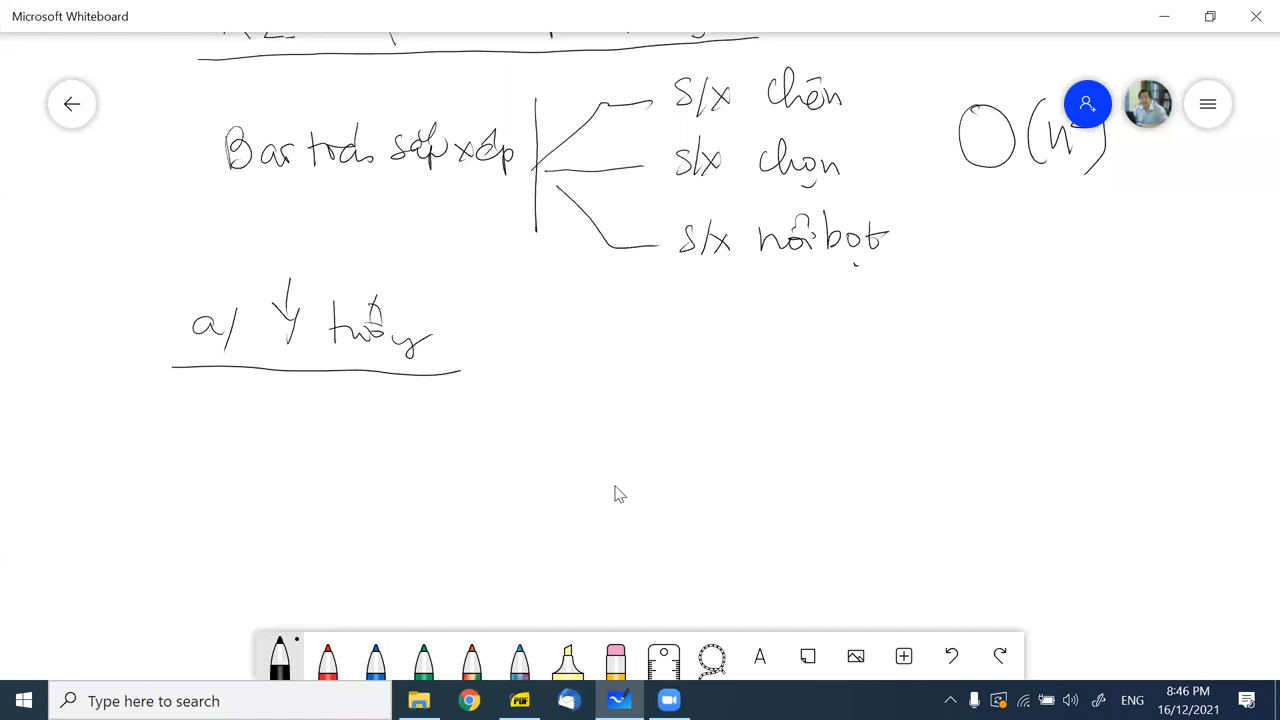 Microsoft Whiteboard
Bài toán sắp xếp
S/x chèn
S/x chọn
S/x nổi bọt
O(n²)
a/ Ý tưởng
A
Type here to search
PDF
ENG
8:46 PM
16/12/2021